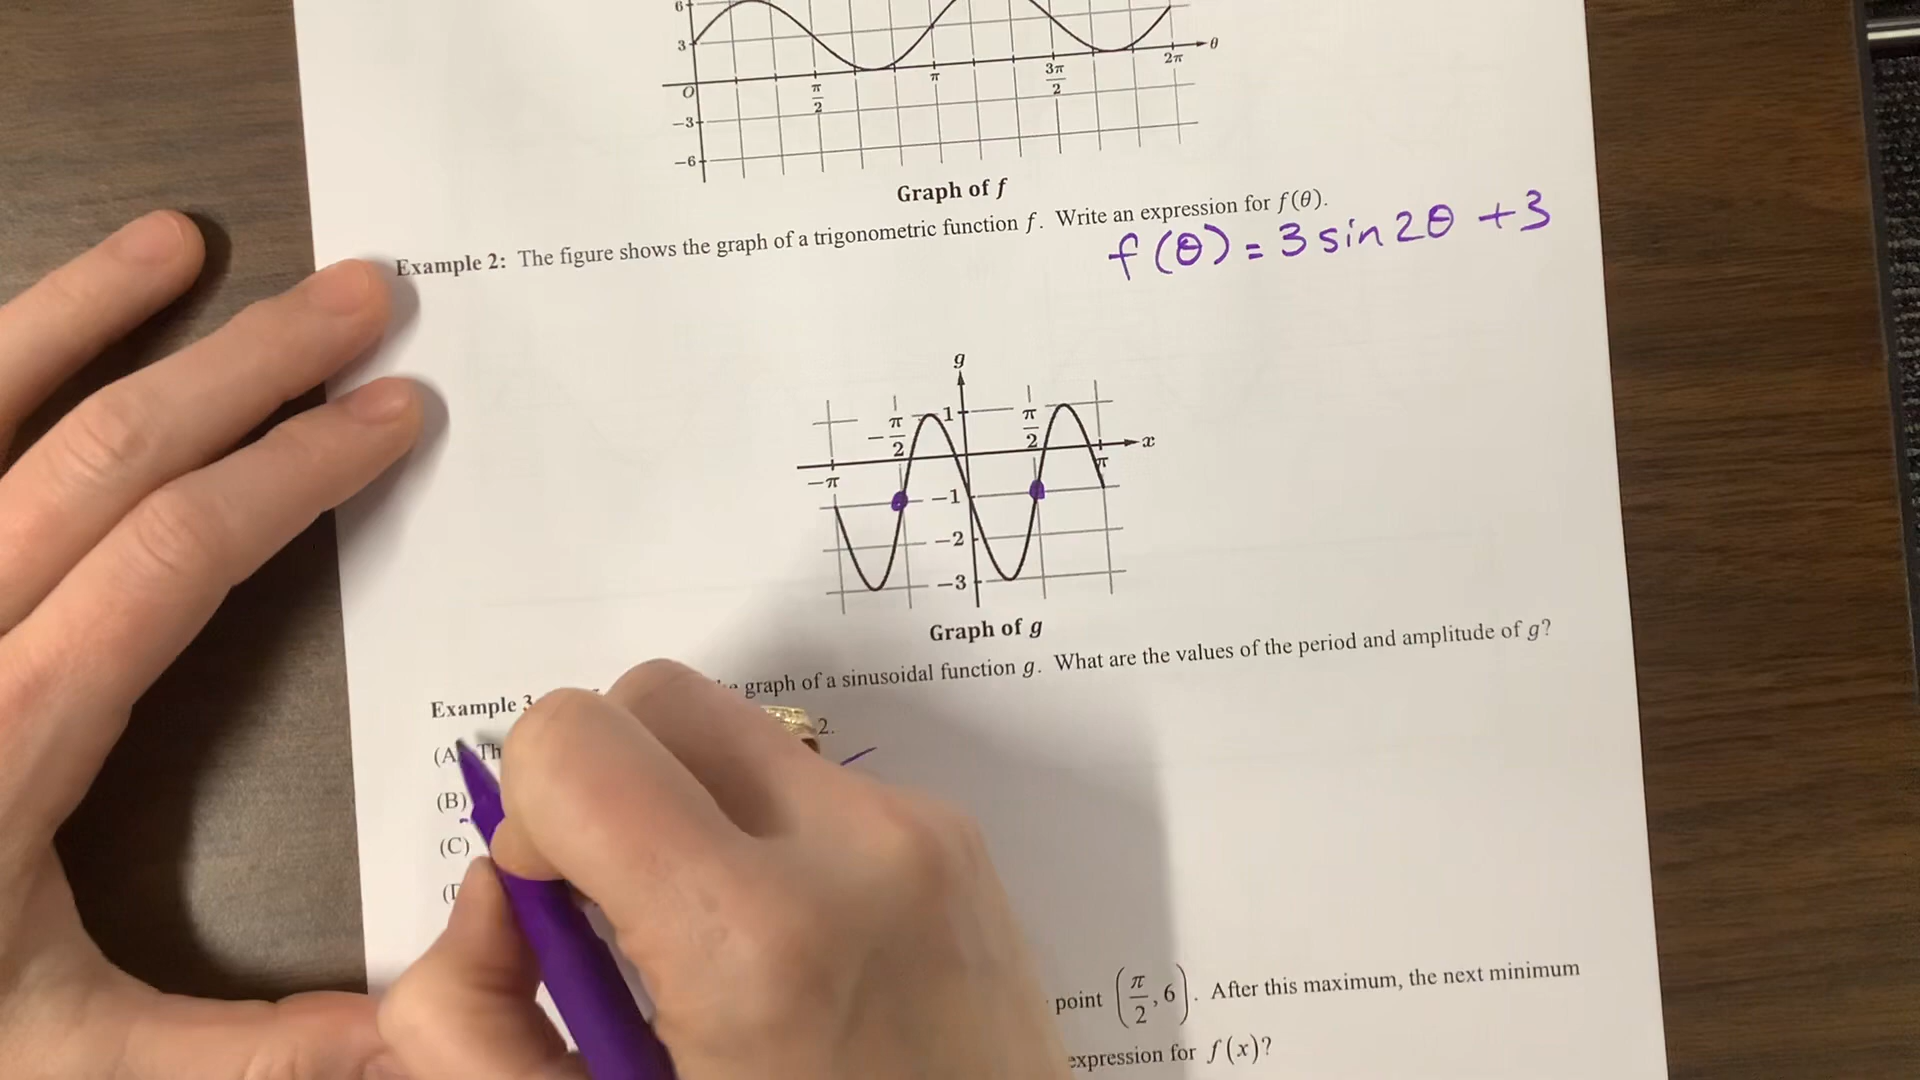 6
3
θ
O
π/2
π
3π/2
2π
−3
−6
Graph of f
Example 2: The figure shows the graph of a trigonometric function f. Write an expression for f(θ).
f(θ) = 3 sin 2θ + 3
g
1
−π/2
π/2
x
−π
π
−1
−2
−3
Graph of g
Example 3 graph of a sinusoidal function g. What are the values of the period and amplitude of g?
(A) 2.
(B)
(C)
point (π/2, 6). After this maximum, the next minimum
expression for f(x)?